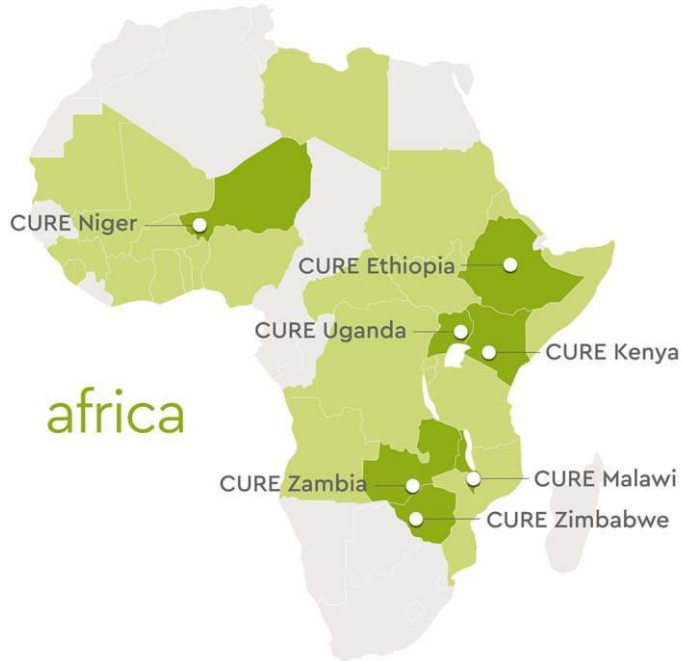 CURE Niger
CURE Ethiopia
CURE Uganda
CURE Kenya
africa
CURE Zambia
CURE Malawi
CURE Zimbabwe